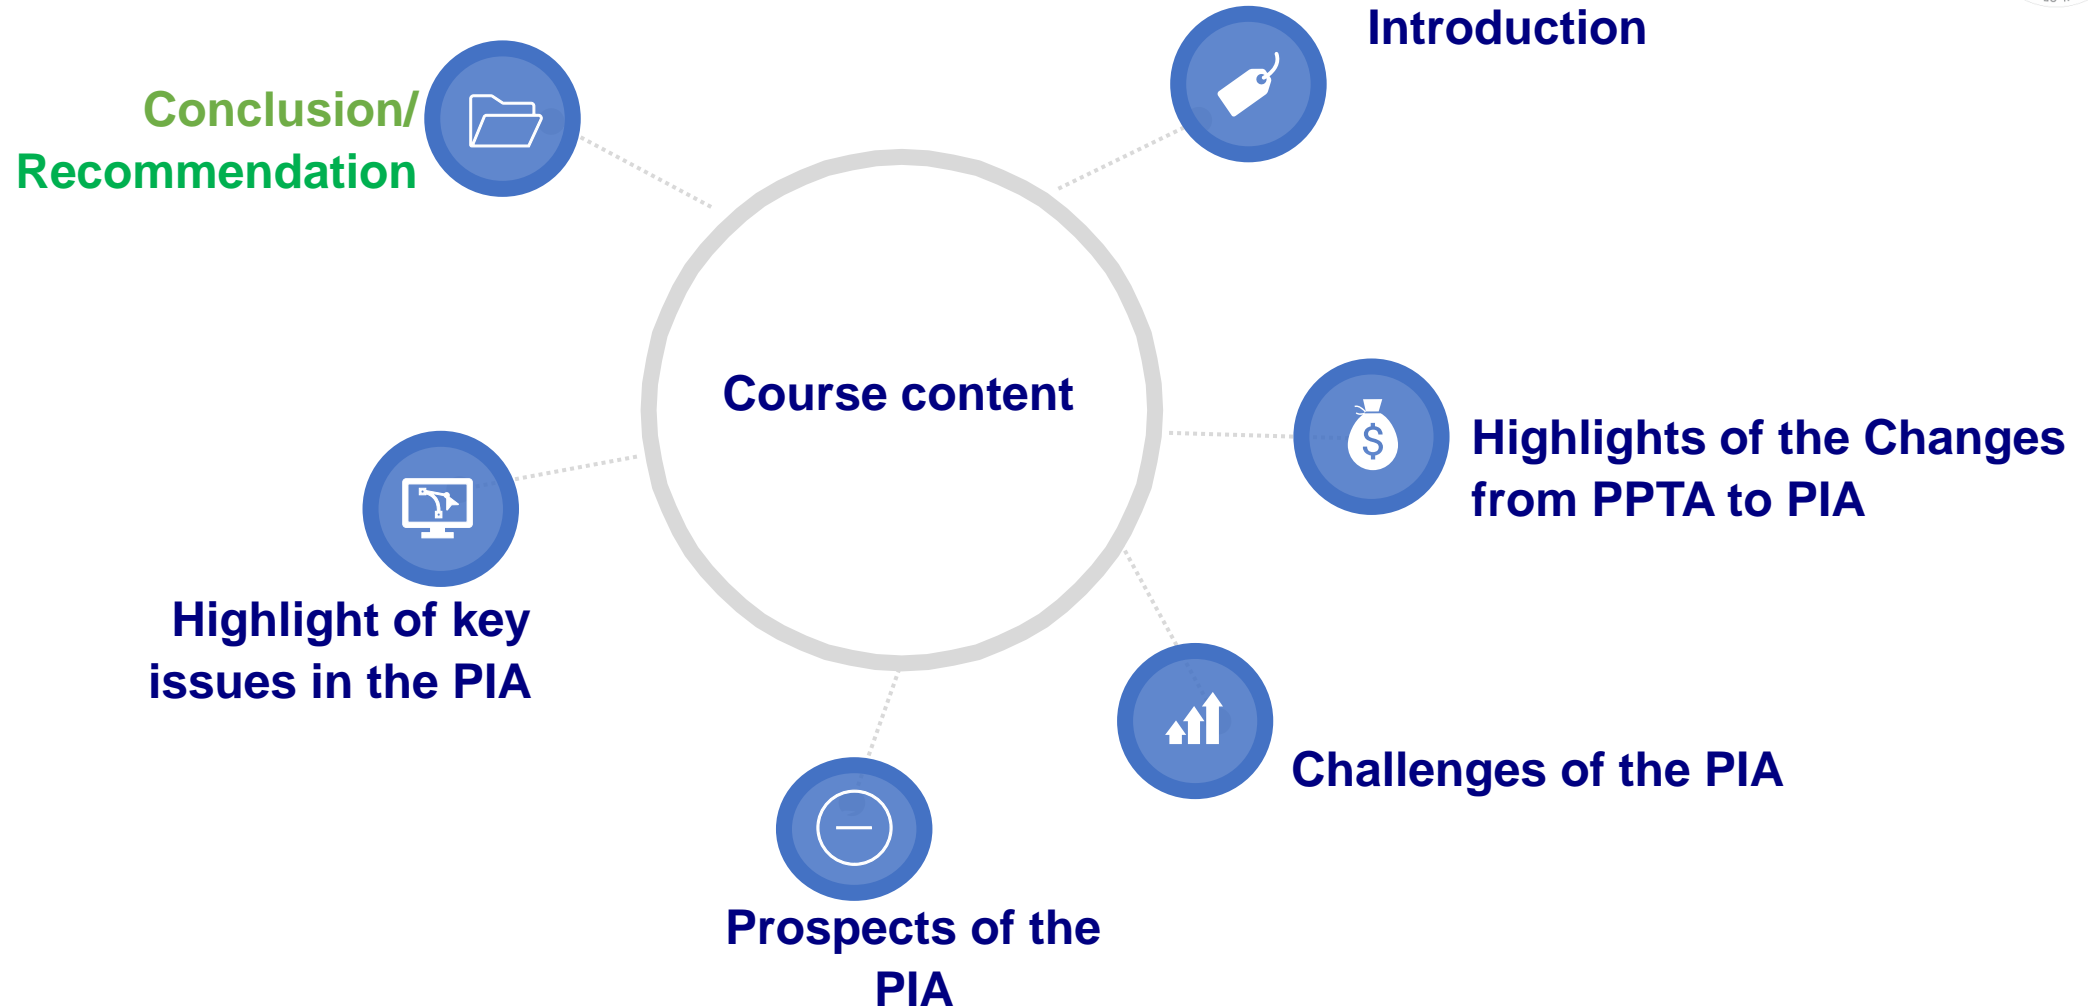 Introduction
Conclusion/
Recommendation
Course content
Highlights of the Changes
from PPTA to PIA
Highlight of key
issues in the PIA
Challenges of the PIA
Prospects of the
PIA
$